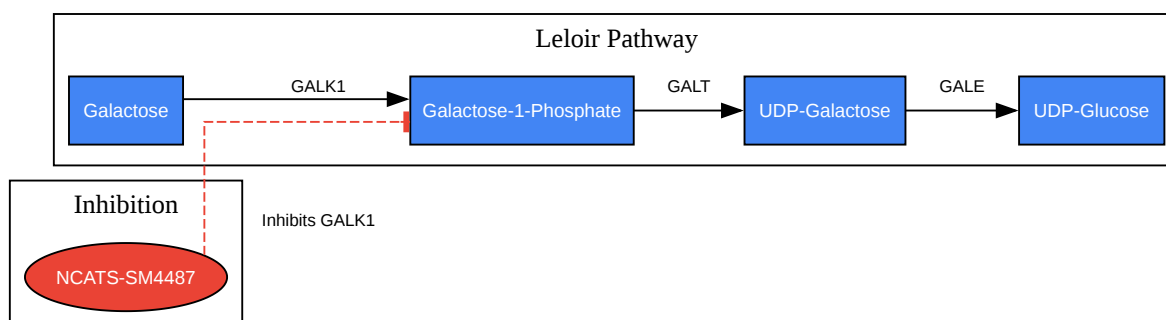 Leloir Pathway
Galactose
GALK1
Galactose-1-Phosphate
GALT
UDP-Galactose
GALE
UDP-Glucose
Inhibition
Inhibits GALK1
NCATS-SM4487